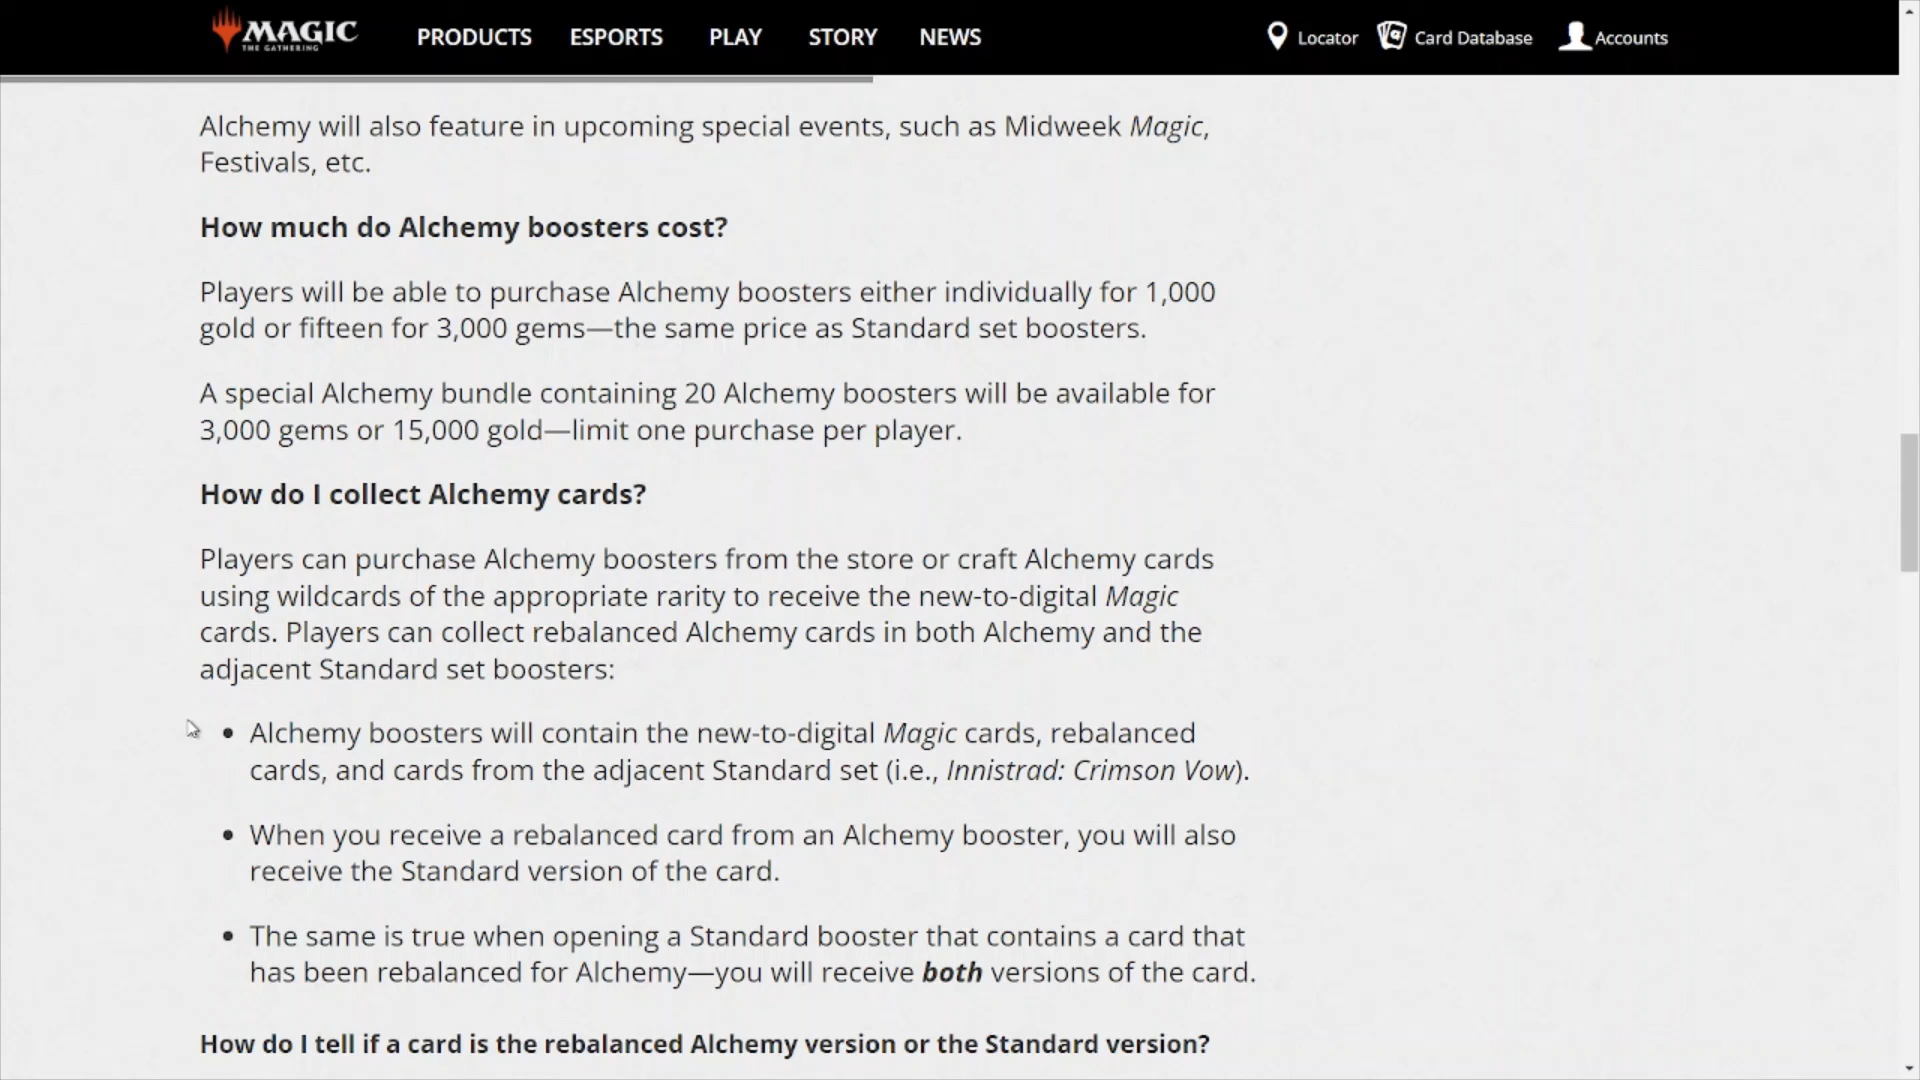 MAGIC
THE GATHERING
PRODUCTS ESPORTS PLAY STORY NEWS Locator Card Database Accounts
Alchemy will also feature in upcoming special events, such as Midweek Magic,
Festivals, etc.
How much do Alchemy boosters cost?
Players will be able to purchase Alchemy boosters either individually for 1,000
gold or fifteen for 3,000 gems—the same price as Standard set boosters.
A special Alchemy bundle containing 20 Alchemy boosters will be available for
3,000 gems or 15,000 gold—limit one purchase per player.
How do I collect Alchemy cards?
Players can purchase Alchemy boosters from the store or craft Alchemy cards
using wildcards of the appropriate rarity to receive the new-to-digital Magic
cards. Players can collect rebalanced Alchemy cards in both Alchemy and the
adjacent Standard set boosters:
• Alchemy boosters will contain the new-to-digital Magic cards, rebalanced
cards, and cards from the adjacent Standard set (i.e., Innistrad: Crimson Vow).
• When you receive a rebalanced card from an Alchemy booster, you will also
receive the Standard version of the card.
• The same is true when opening a Standard booster that contains a card that
has been rebalanced for Alchemy—you will receive both versions of the card.
How do I tell if a card is the rebalanced Alchemy version or the Standard version?